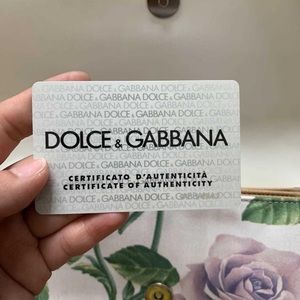 DOLCE & GABBANA
CERTIFICATO D'AUTENTICITÀ
CERTIFICATE OF AUTHENTICITY